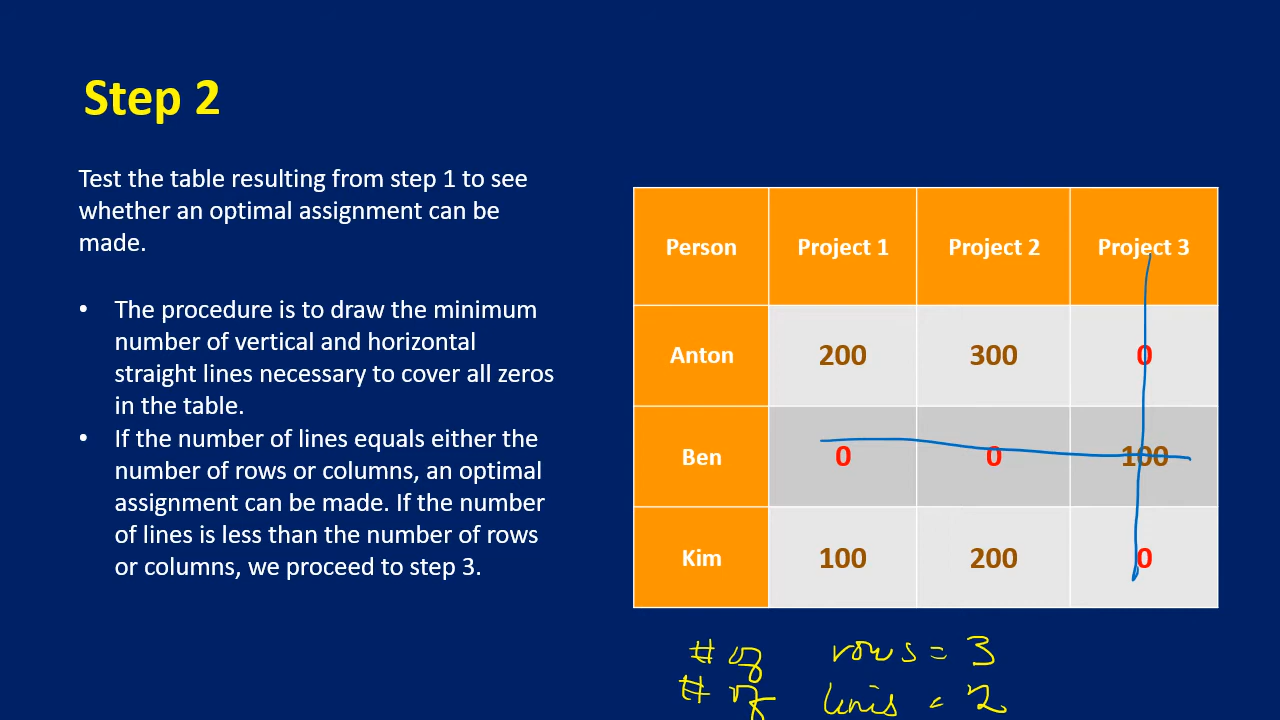 Step 2
Test the table resulting from step 1 to see
whether an optimal assignment can be
made.
• The procedure is to draw the minimum
number of vertical and horizontal
straight lines necessary to cover all zeros
in the table.
• If the number of lines equals either the
number of rows or columns, an optimal
assignment can be made. If the number
of lines is less than the number of rows
or columns, we proceed to step 3.
Person Project 1 Project 2 Project 3
Anton 200 300 0
Ben 0 0 100
Kim 100 200 0
# of rows = 3
# of lines = 2